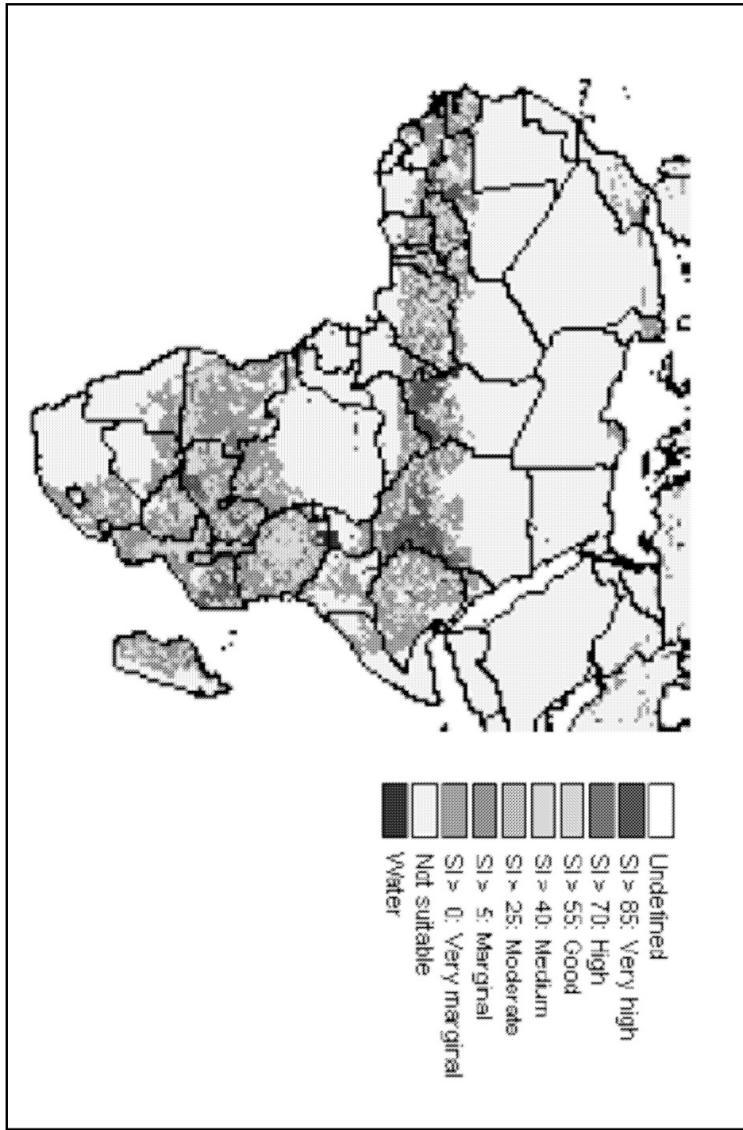 Undefined
SI > 85: Very high
SI > 70: High
SI > 55: Good
SI > 40: Medium
SI > 25: Moderate
SI > 5: Marginal
SI > 0: Very marginal
Not suitable
Water